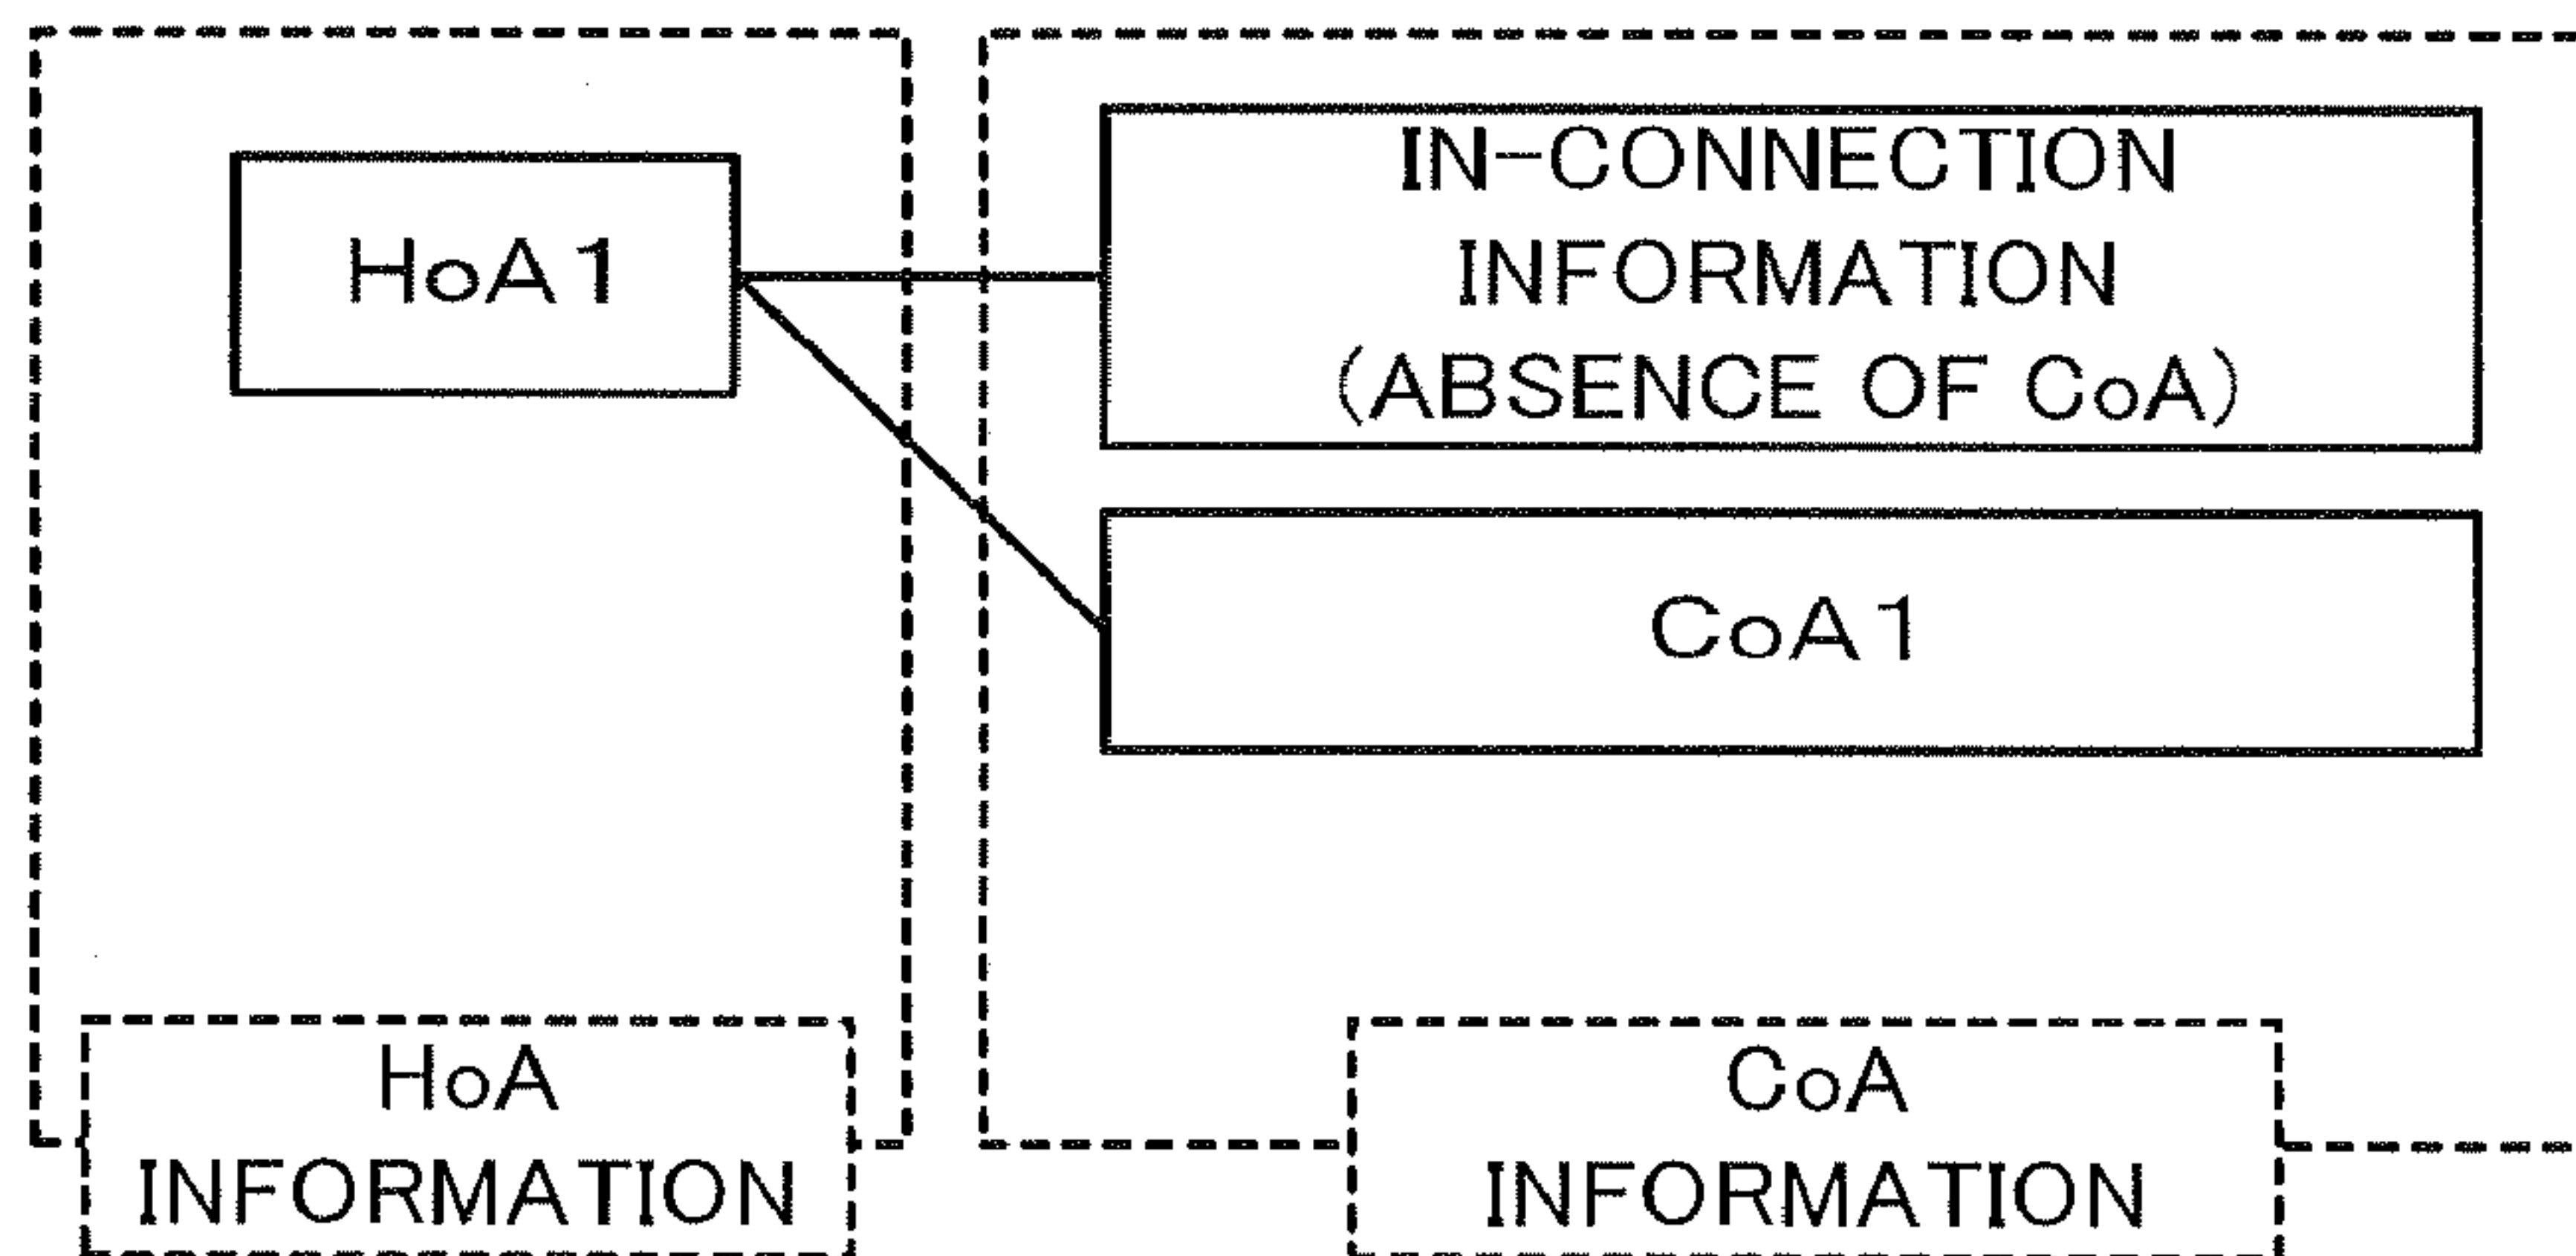 HoA1
IN-CONNECTION
INFORMATION
(ABSENCE OF CoA)
CoA1
HoA
INFORMATION
CoA
INFORMATION